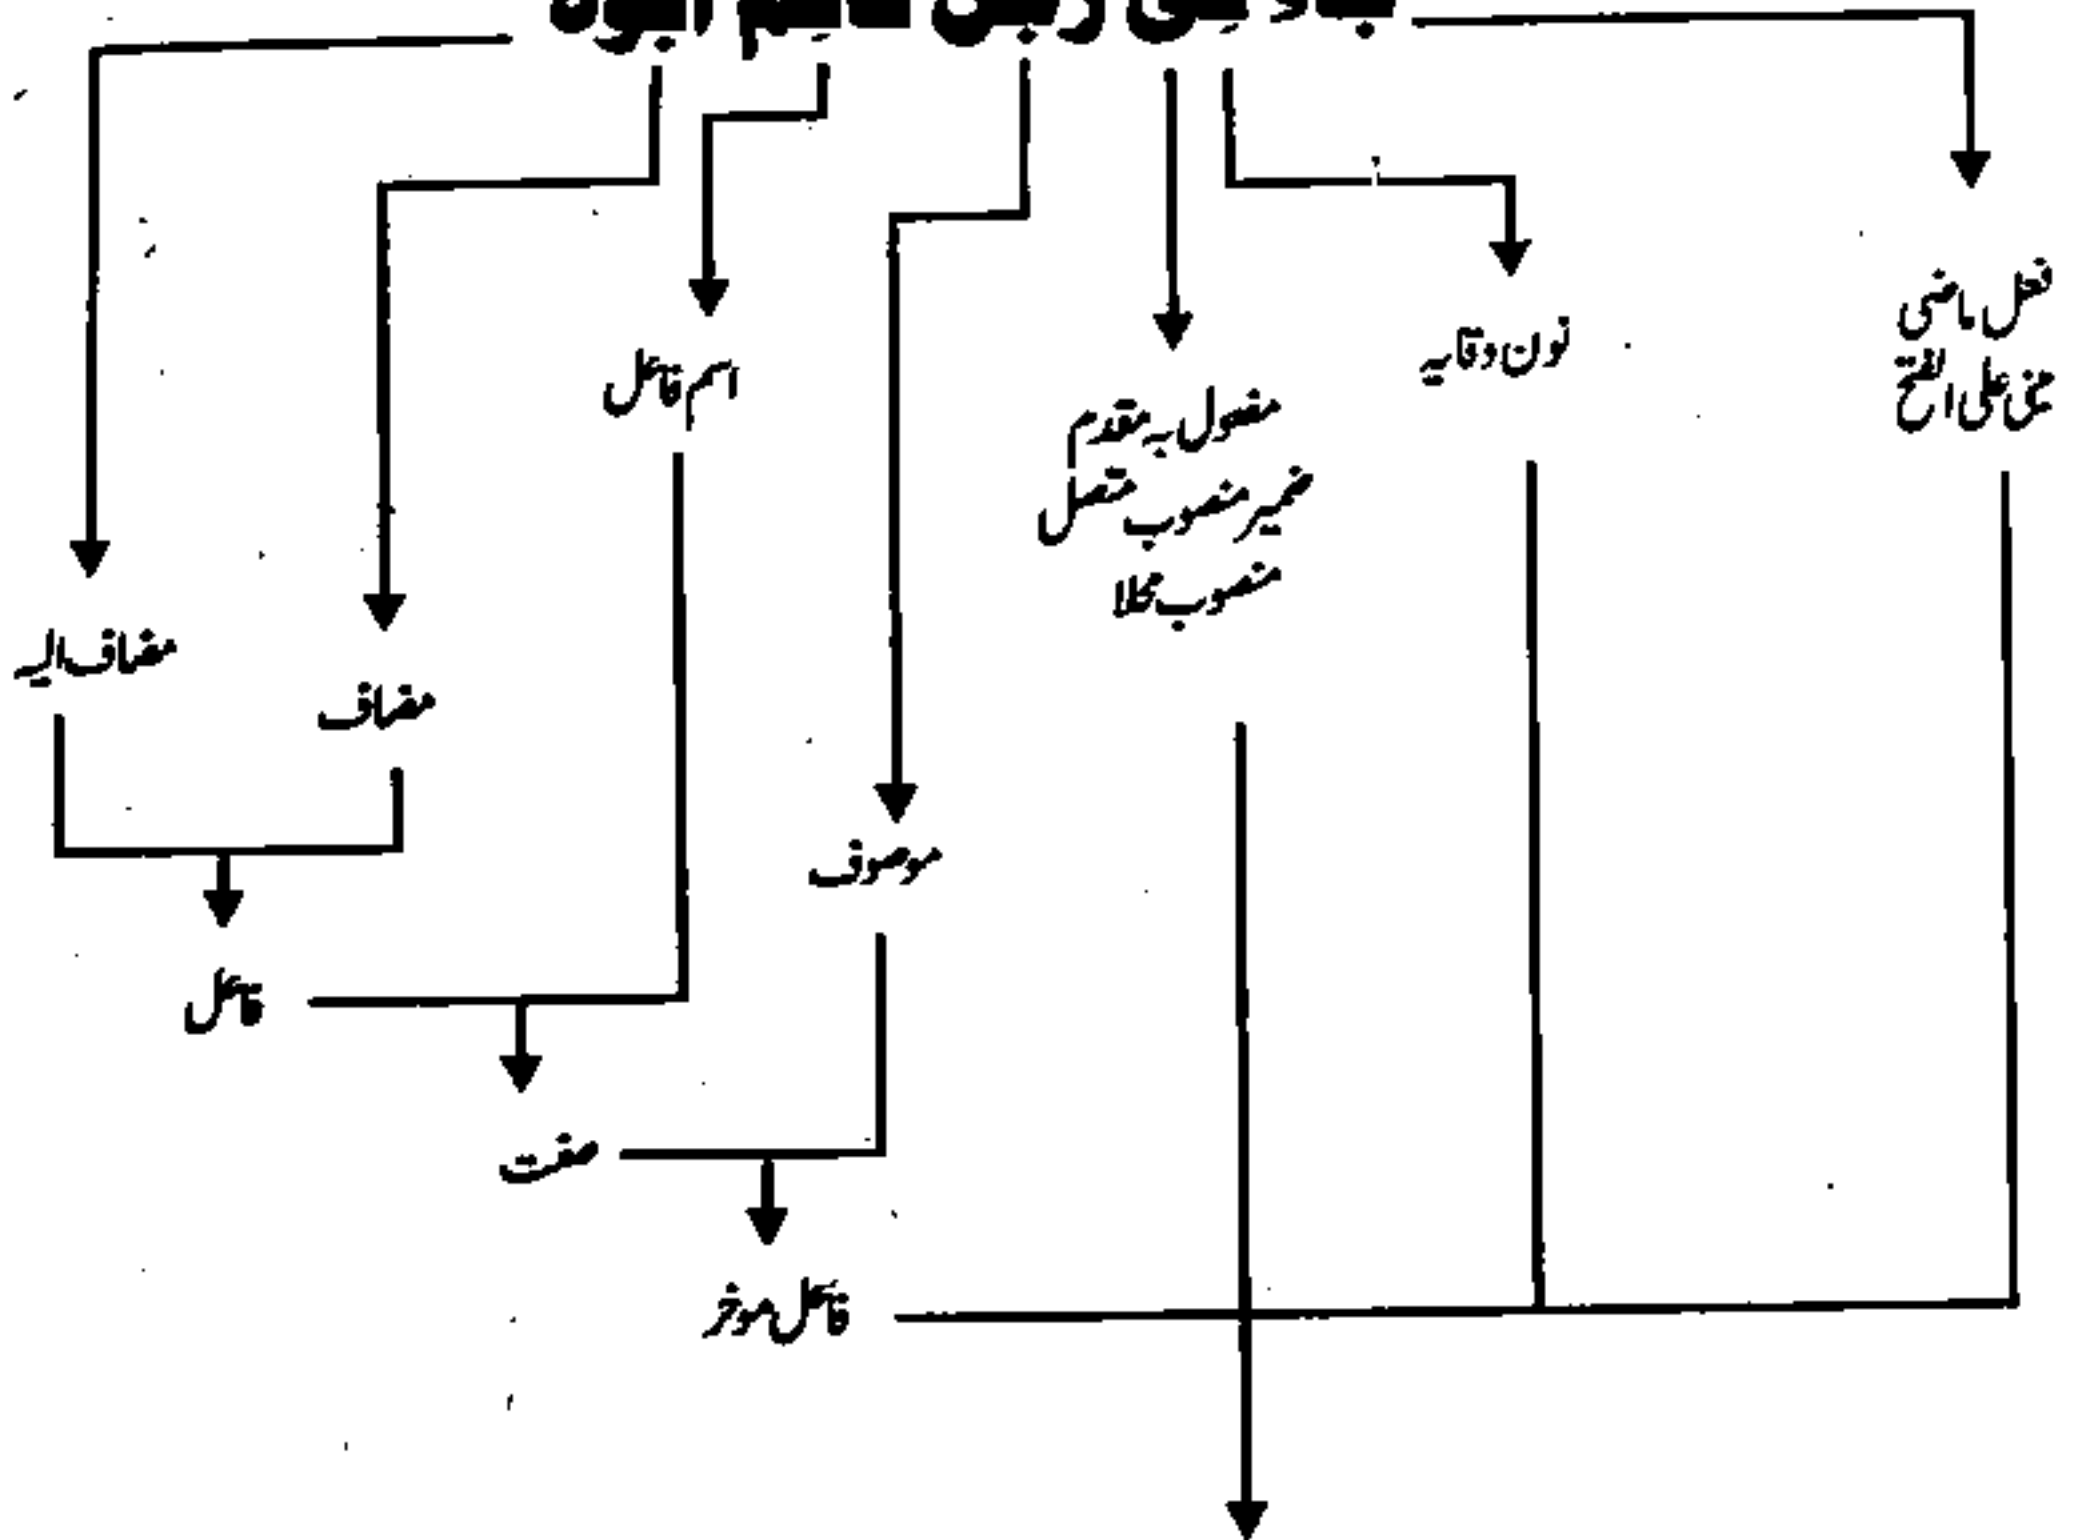 فعل ماضی
مبنی علی الفتح
نون وقایہ
مفعول بہ مقدم
ضمیر منصوب متصل
منصوب محلا
اسم فاعل
مضاف الیہ
مضاف
موصوف
فاعل
صفت
فاعل موخر